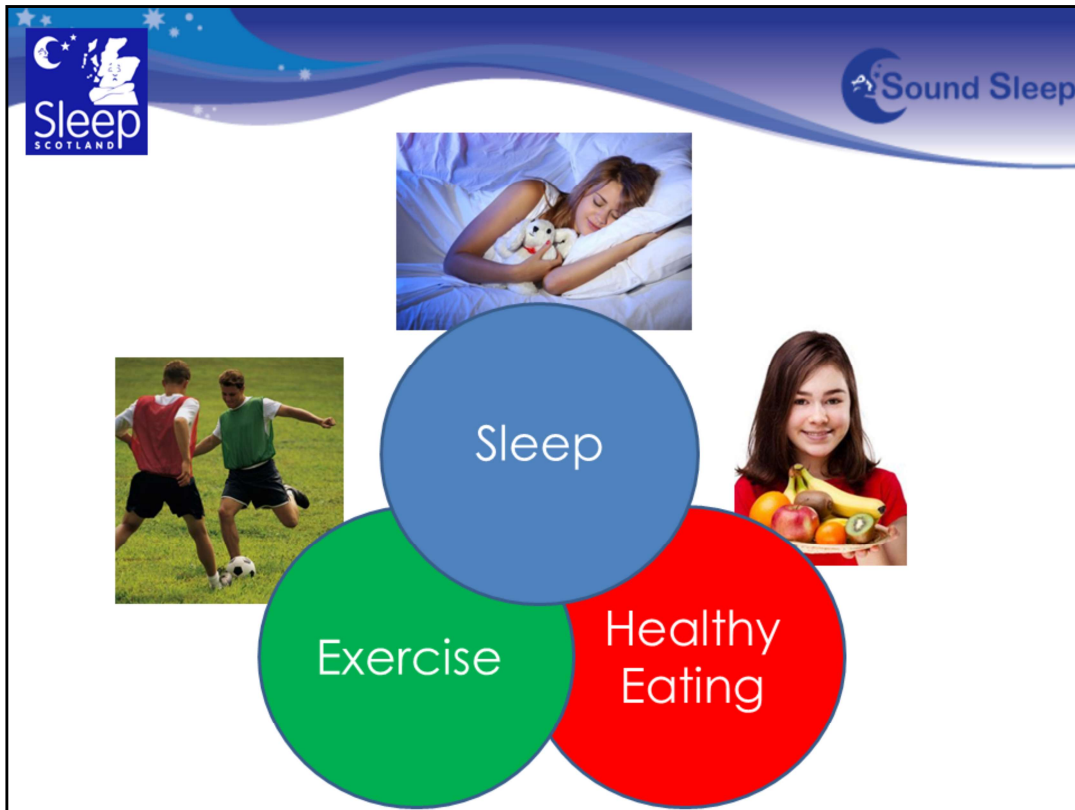 Sleep
SCOTLAND
Sound Sleep
Sleep
Exercise
Healthy
Eating